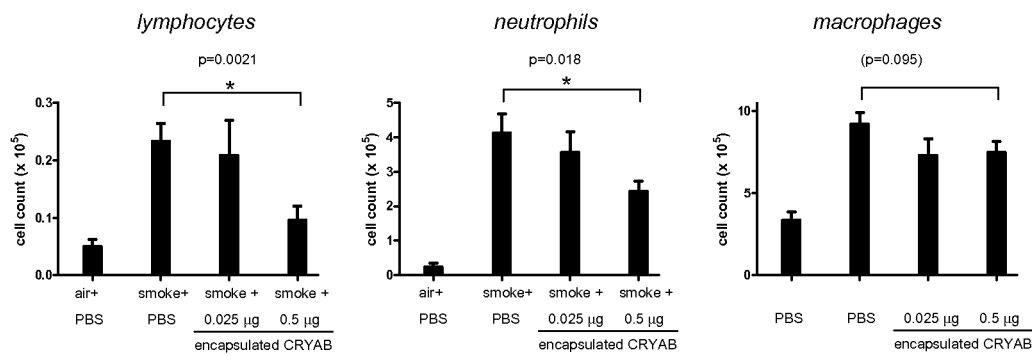 lymphocytes
p=0.0021
*
cell count (x 10⁵)
0.3
0.2
0.1
0.0
air+ smoke+ smoke + smoke +
PBS PBS 0.025 µg 0.5 µg
encapsulated CRYAB
neutrophils
p=0.018
*
cell count (x 10⁵)
5
4
3
2
1
0
air+ smoke+ smoke + smoke +
PBS PBS 0.025 µg 0.5 µg
encapsulated CRYAB
macrophages
(p=0.095)
cell count (x 10⁵)
10
5
0
PBS PBS 0.025 µg 0.5 µg
encapsulated CRYAB